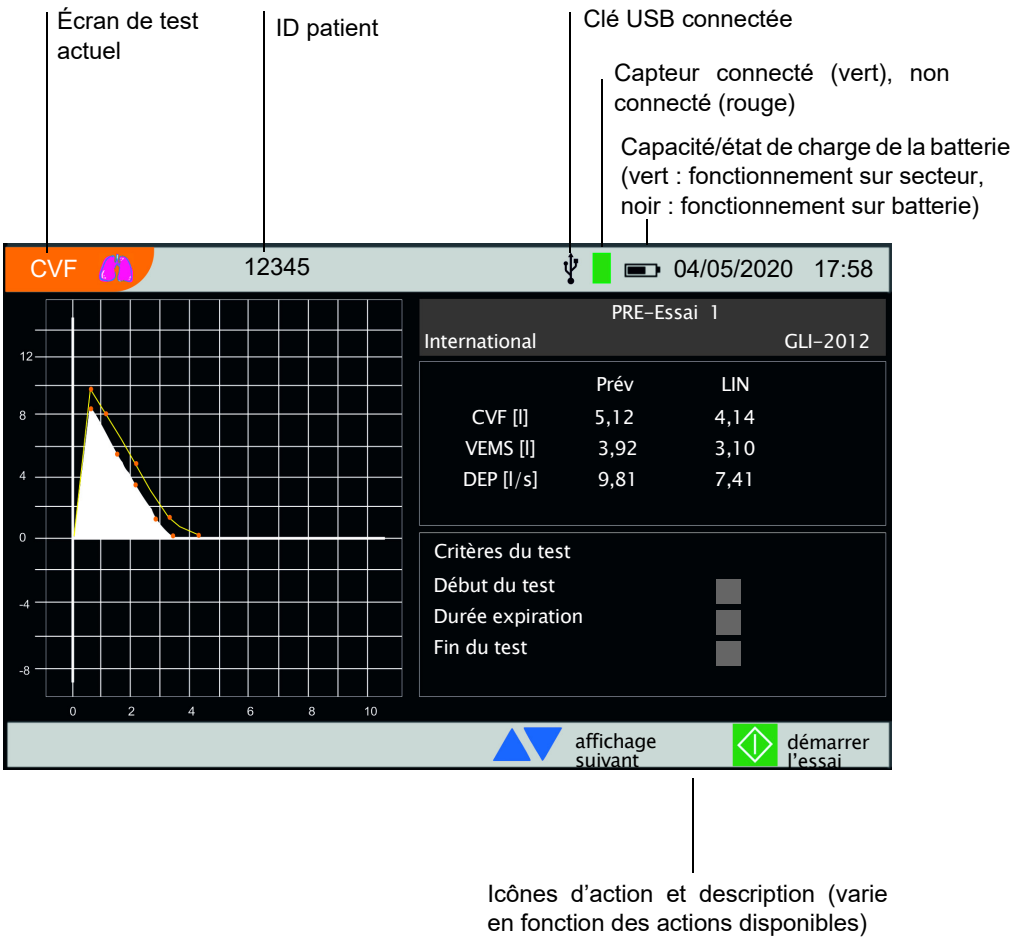 Écran de test
actuel
ID patient
Clé USB connectée
Capteur connecté (vert), non
connecté (rouge)
Capacité/état de charge de la batterie
(vert : fonctionnement sur secteur,
noir : fonctionnement sur batterie)
CVF 12345 04/05/2020 17:58
PRE-Essai 1
International GLI-2012
Prév LIN
CVF [l] 5,12 4,14
VEMS [l] 3,92 3,10
DEP [l/s] 9,81 7,41
Critères du test
Début du test
Durée expiration
Fin du test
12
8
4
0
-4
-8
0 2 4 6 8 10
affichage
suivant
démarrer
l'essai
Icônes d’action et description (varie
en fonction des actions disponibles)